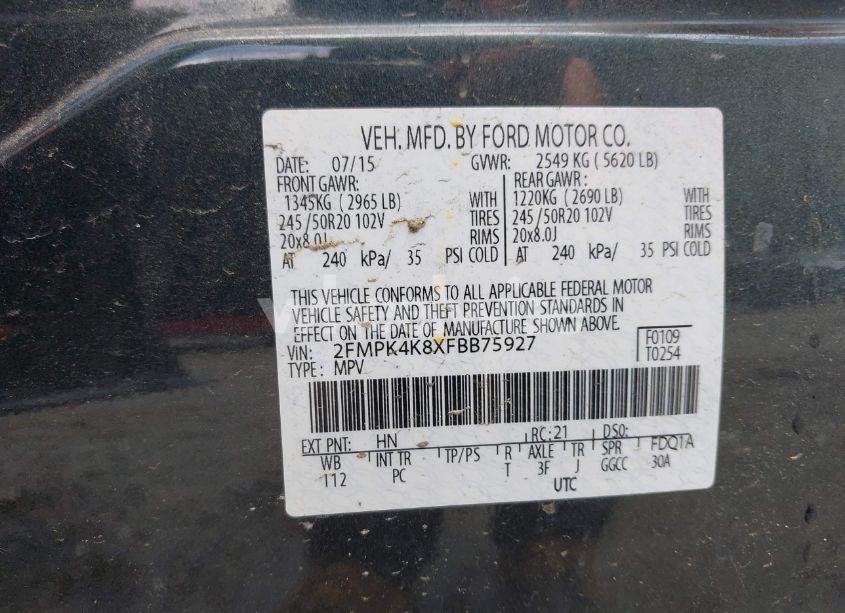 VEH. MFD. BY FORD MOTOR CO.
DATE: 07/15 GVWR: 2549 KG ( 5620 LB)
FRONT GAWR: REAR GAWR :
1345KG ( 2965 LB) WITH 1220KG ( 2690 LB) WITH
245/50R20 102V TIRES 245/50R20 102V TIRES
20x8.0J RIMS 20x8.0J RIMS
AT 240 kPa/ 35 PSI COLD AT 240 kPa/ 35 PSI COLD
THIS VEHICLE CONFORMS TO ALL APPLICABLE FEDERAL MOTOR
VEHICLE SAFETY AND THEFT PREVENTION STANDARDS IN
EFFECT ON THE DATE OF MANUFACTURE SHOWN ABOVE.
VIN: 2FMPK4K8XFBB75927 F0109
TYPE: MPV T0254
EXT PNT: HN RC: 21 DSO: FDQ1A
WB INT TR TP/PS R AXLE TR SPR 30A
112 PC T 3F J GGCC
UTC